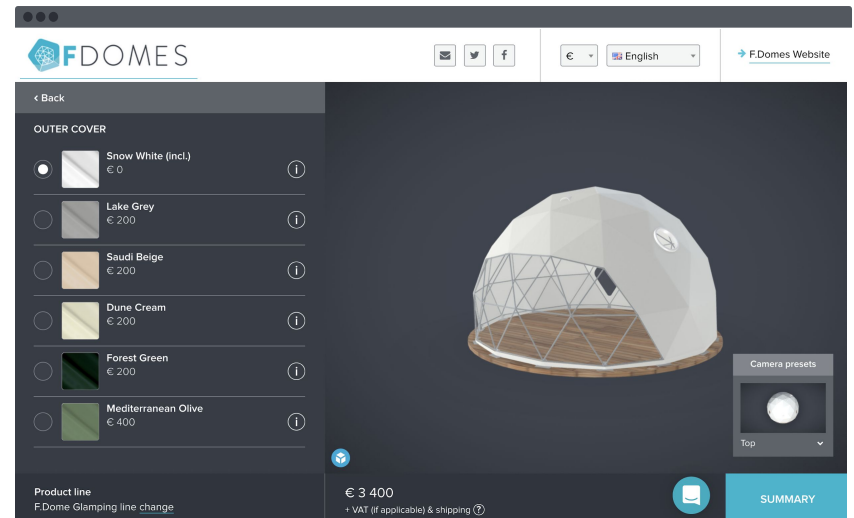 FDOMES
€
English
F.Domes Website
‹ Back
OUTER COVER
Snow White (incl.)
€ 0
i
Lake Grey
€ 200
i
Saudi Beige
€ 200
i
Dune Cream
€ 200
i
Forest Green
€ 200
i
Mediterranean Olive
€ 400
i
Camera presets
Top
Product line
F.Dome Glamping line change
€ 3 400
+ VAT (if applicable) & shipping ?
SUMMARY